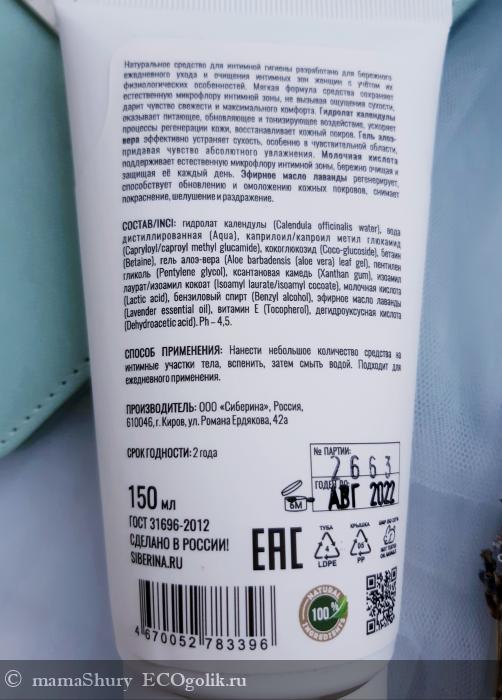 Натуральное средство для интимной гигиены разработано для бережного
ежедневного ухода и очищения интимных зон женщин с учётом их
физиологических особенностей. Мягкая формула средства сохраняет
естественную микрофлору интимной зоны, не вызывая ощущения сухости,
дарит чувство свежести и максимального комфорта. Гидролат календулы
оказывает питающее, обновляющее и тонизирующее воздействие, ускоряет
процессы регенерации кожи, восстанавливает кожный покров. Гель алоэ-
вера эффективно устраняет сухость, особенно в чувствительной области,
придавая чувство абсолютного увлажнения. Молочная кислота
поддерживает естественную микрофлору интимной зоны, бережно очищая и
защищая её каждый день. Эфирное масло лаванды регенерирует,
способствует обновлению и омоложению кожных покровов, снимает
покраснение, шелушение и раздражение.
СОСТАВ/INCI: гидролат календулы (Calendula officinalis water), вода
дистиллированная (Aqua), каприлоил/капроил метил глюкамид
(Capryloyl/caproyl methyl glucamide), кокоглюкозид (Coco-glucoside), бетаин
(Betaine), гель алоэ-вера (Aloe barbadensis (aloe vera) leaf gel), пентилен
гликоль (Pentylene glycol), ксантановая камедь (Xanthan gum), изоамил
лаурат/изоамил кокоат (Isoamyl laurate/isoamyl cocoate), молочная кислота
(Lactic acid), бензиловый спирт (Benzyl alcohol), эфирное масло лаванды
(Lavender essential oil), витамин Е (Tocopherol), дегидроуксусная кислота
(Dehydroacetic acid). Ph – 4,5.
СПОСОБ ПРИМЕНЕНИЯ: Нанести небольшое количество средства на
интимные участки тела, вспенить, затем смыть водой. Подходит для
ежедневного применения.
ПРОИЗВОДИТЕЛЬ: ООО «Сиберина», Россия,
610046, г. Киров, ул. Романа Ердякова, 42а
СРОК ГОДНОСТИ: 2 года
№ ПАРТИИ:
2663
ГОДЕН ДО:
АВГ 2022
6М
150 мл
ГОСТ 31696-2012
СДЕЛАНО В РОССИИ!
SIBERINA.RU
EAC
ТУБА
4
LDPE
КРЫШКА
05
PP
NOT TESTED
ON ANIMALS
4 670052 783396
NATURAL
100%
INGREDIENTS
© mamaShury ECOgolik.ru